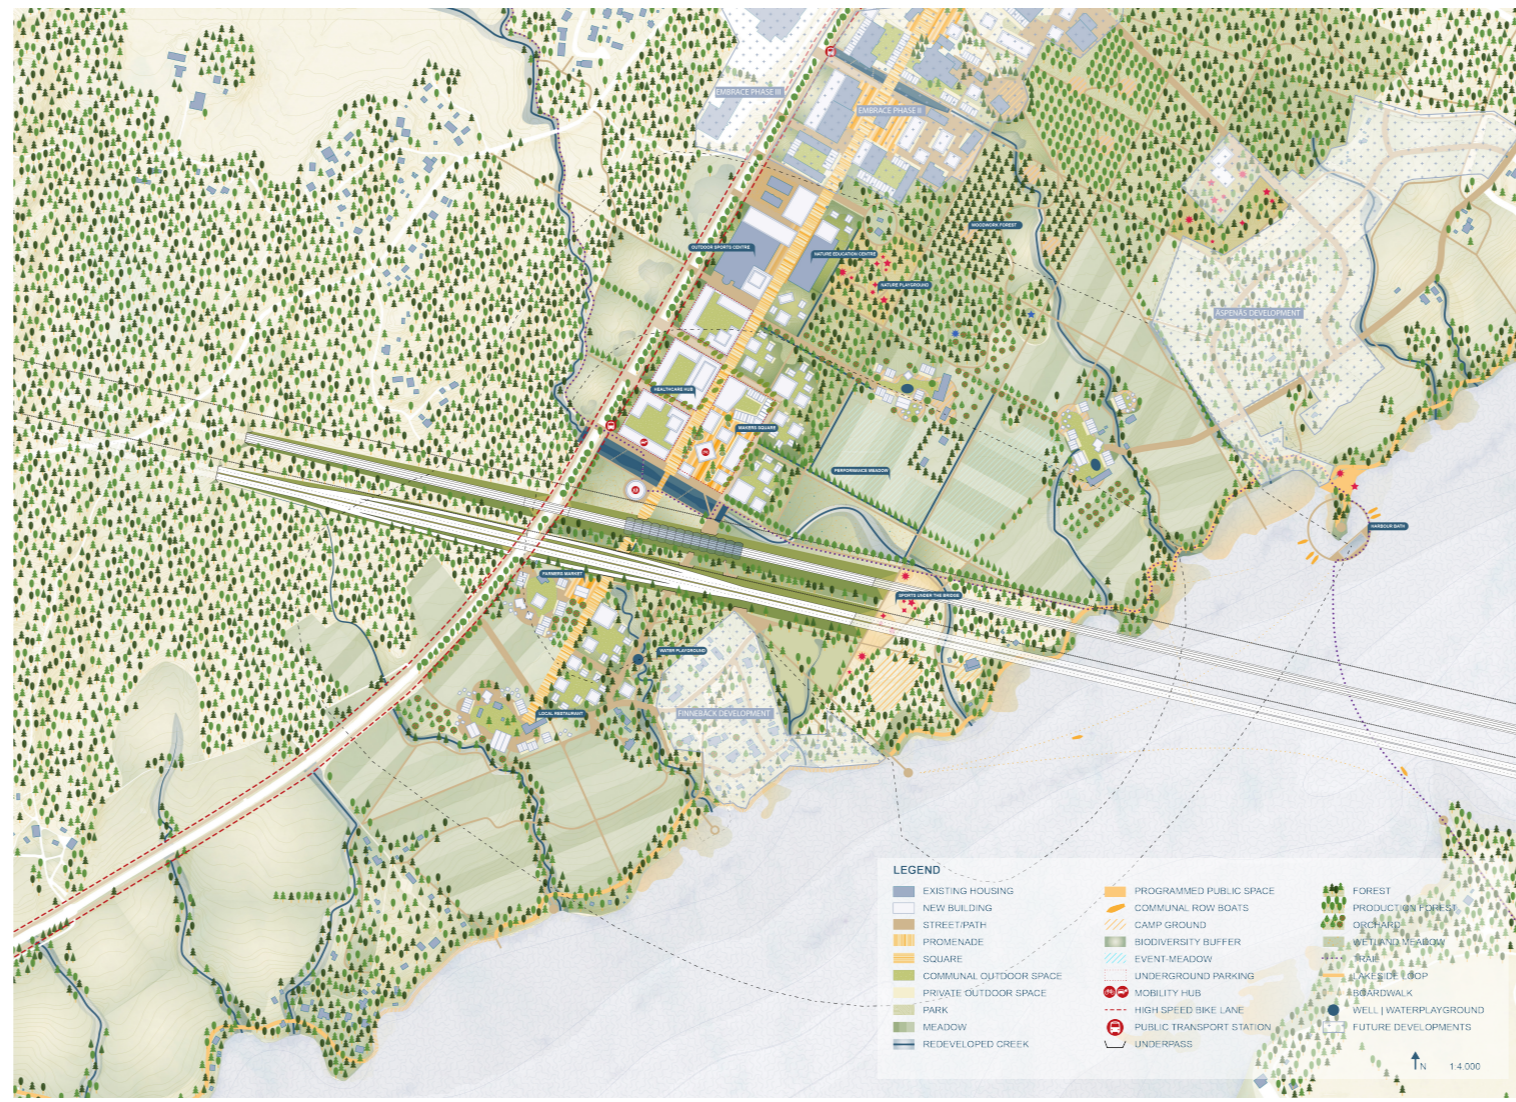 EMBRACE PHASE III
EMBRACE PHASE II
WOODWORK FOREST
OUTDOOR SPORTS CENTRE
NATURE EDUCATION CENTRE
NATURE PLAYGROUND
ÄSPENÄS DEVELOPMENT
HEALTHCARE HUB
MAKERS SQUARE
PERFORMANCE MEADOW
HARBOUR BATH
FARMERS MARKET
SPORTS UNDER THE BRIDGE
WATER PLAYGROUND
LOCAL RESTAURANT
FINNEBÄCK DEVELOPMENT
LEGEND
EXISTING HOUSING
NEW BUILDING
STREET/PATH
PROMENADE
SQUARE
COMMUNAL OUTDOOR SPACE
PRIVATE OUTDOOR SPACE
PARK
MEADOW
REDEVELOPED CREEK
PROGRAMMED PUBLIC SPACE
COMMUNAL ROW BOATS
CAMP GROUND
BIODIVERSITY BUFFER
EVENT-MEADOW
UNDERGROUND PARKING
MOBILITY HUB
HIGH SPEED BIKE LANE
PUBLIC TRANSPORT STATION
UNDERPASS
FOREST
PRODUCTION FOREST
ORCHARD
WETLAND MEADOW
TRAIL
LAKESIDE LOOP
BOARDWALK
WELL | WATERPLAYGROUND
FUTURE DEVELOPMENTS
N 1:4.000